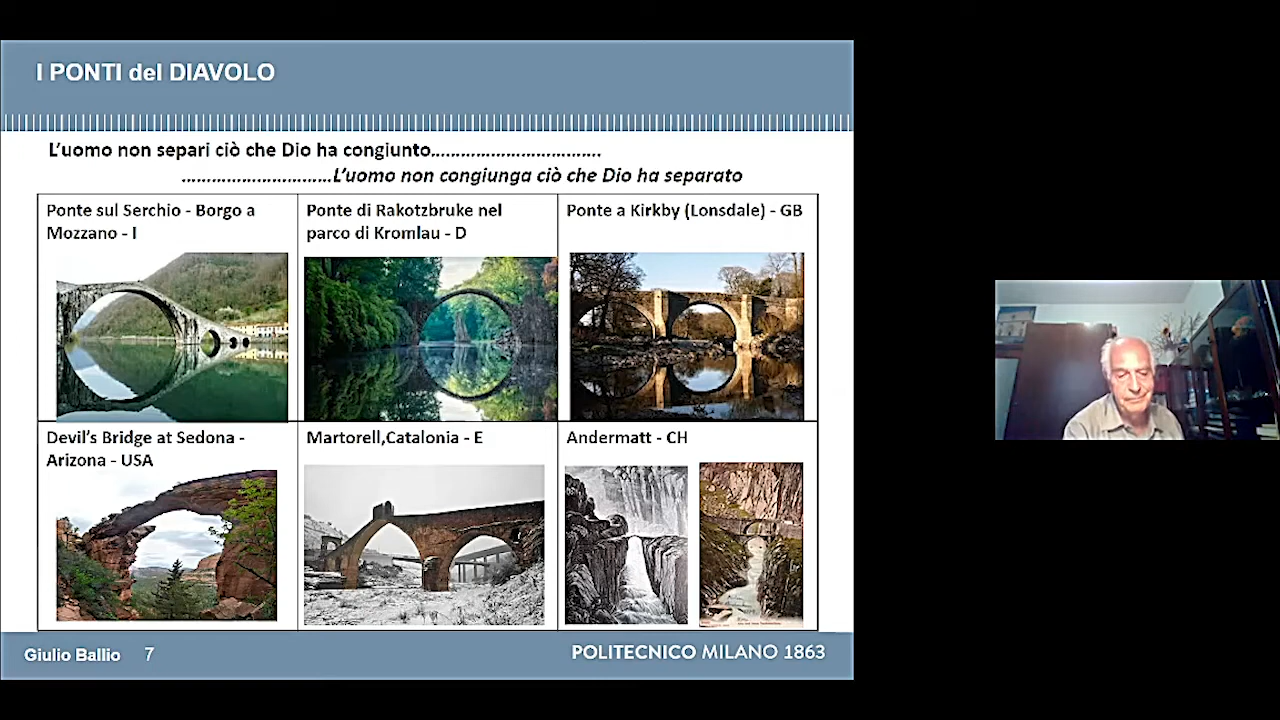 I PONTI del DIAVOLO
L'uomo non separi ciò che Dio ha congiunto................................
............................L'uomo non congiunga ciò che Dio ha separato
Ponte sul Serchio - Borgo a
Mozzano - I
Ponte di Rakotzbruke nel
parco di Kromlau - D
Ponte a Kirkby (Lonsdale) - GB
Devil's Bridge at Sedona -
Arizona - USA
Martorell,Catalonia - E
Andermatt - CH
Giulio Ballio 7
POLITECNICO MILANO 1863